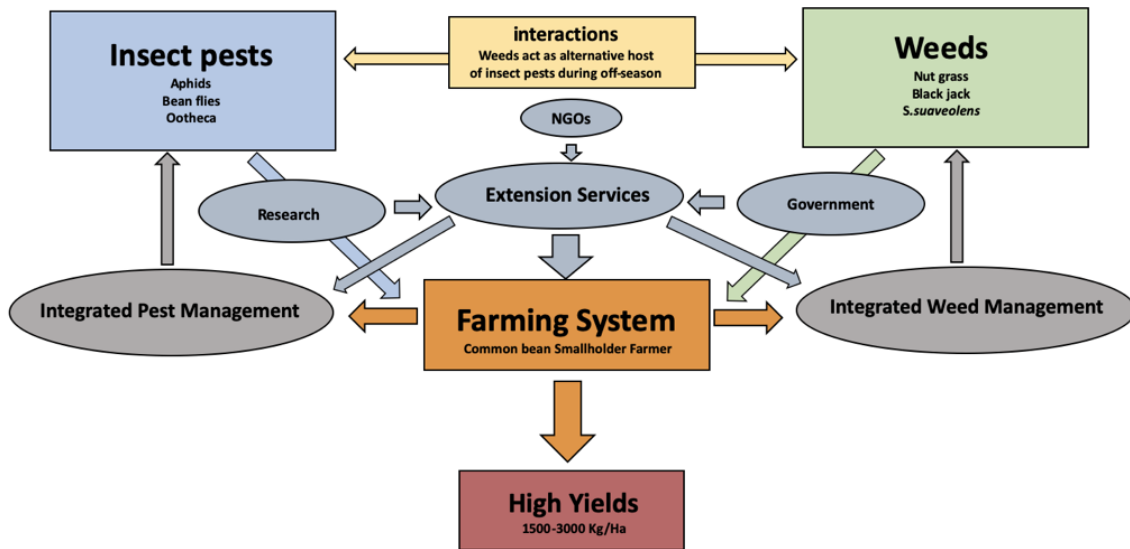 Insect pests
Aphids
Bean flies
Ootheca
interactions
Weeds act as alternative host
of insect pests during off-season
Weeds
Nut grass
Black jack
S.suaveolens
NGOs
Research
Extension Services
Government
Integrated Pest Management
Farming System
Common bean Smallholder Farmer
Integrated Weed Management
High Yields
1500-3000 Kg/Ha